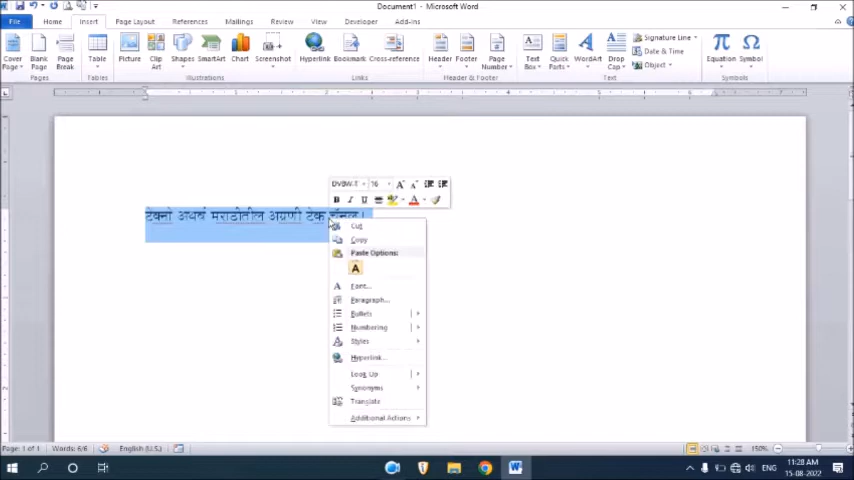 Document1 - Microsoft Word
File Home Insert Page Layout References Mailings Review View Developer Add-Ins
Cover Page Blank Page Page Break Table Picture Clip Art Shapes SmartArt Chart Screenshot Hyperlink Bookmark Cross-reference Header Footer Page Number Text Box Quick Parts WordArt Drop Cap Signature Line Date & Time Object Equation Symbol
Pages Tables Illustrations Links Header & Footer Text Symbols
DVBW-T 16
टेक्नो अथर्व मराठीतील अग्रणी टेक चॅनल।
Cut
Copy
Paste Options:
Font...
Paragraph...
Bullets
Numbering
Styles
Hyperlink...
Look Up
Synonyms
Translate
Additional Actions
Page: 1 of 1 Words: 6/6 English (U.S.) 150%
ENG 11:28 AM
15-08-2022